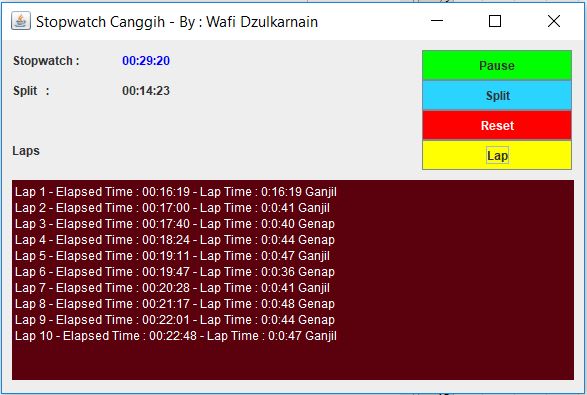 Stopwatch Canggih - By : Wafi Dzulkarnain
Stopwatch : 00:29:20
Pause
Split : 00:14:23
Split
Reset
Laps
Lap
Lap 1 - Elapsed Time : 00:16:19 - Lap Time : 0:16:19 Ganjil
Lap 2 - Elapsed Time : 00:17:00 - Lap Time : 0:0:41 Ganjil
Lap 3 - Elapsed Time : 00:17:40 - Lap Time : 0:0:40 Genap
Lap 4 - Elapsed Time : 00:18:24 - Lap Time : 0:0:44 Genap
Lap 5 - Elapsed Time : 00:19:11 - Lap Time : 0:0:47 Ganjil
Lap 6 - Elapsed Time : 00:19:47 - Lap Time : 0:0:36 Genap
Lap 7 - Elapsed Time : 00:20:28 - Lap Time : 0:0:41 Ganjil
Lap 8 - Elapsed Time : 00:21:17 - Lap Time : 0:0:48 Genap
Lap 9 - Elapsed Time : 00:22:01 - Lap Time : 0:0:44 Genap
Lap 10 - Elapsed Time : 00:22:48 - Lap Time : 0:0:47 Ganjil